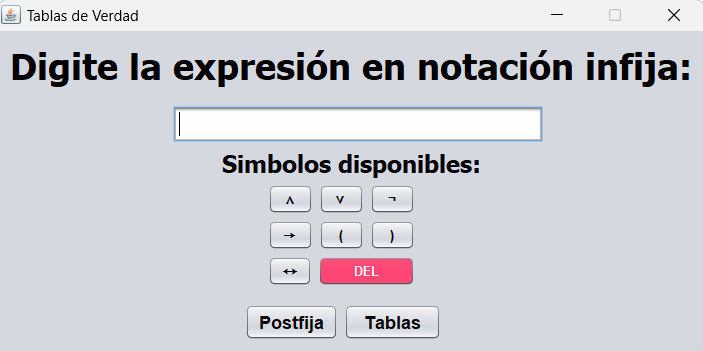 Tablas de Verdad
Digite la expresión en notación infija:
Simbolos disponibles:
∧ ∨ ¬
→ ( )
↔ DEL
Postfija Tablas